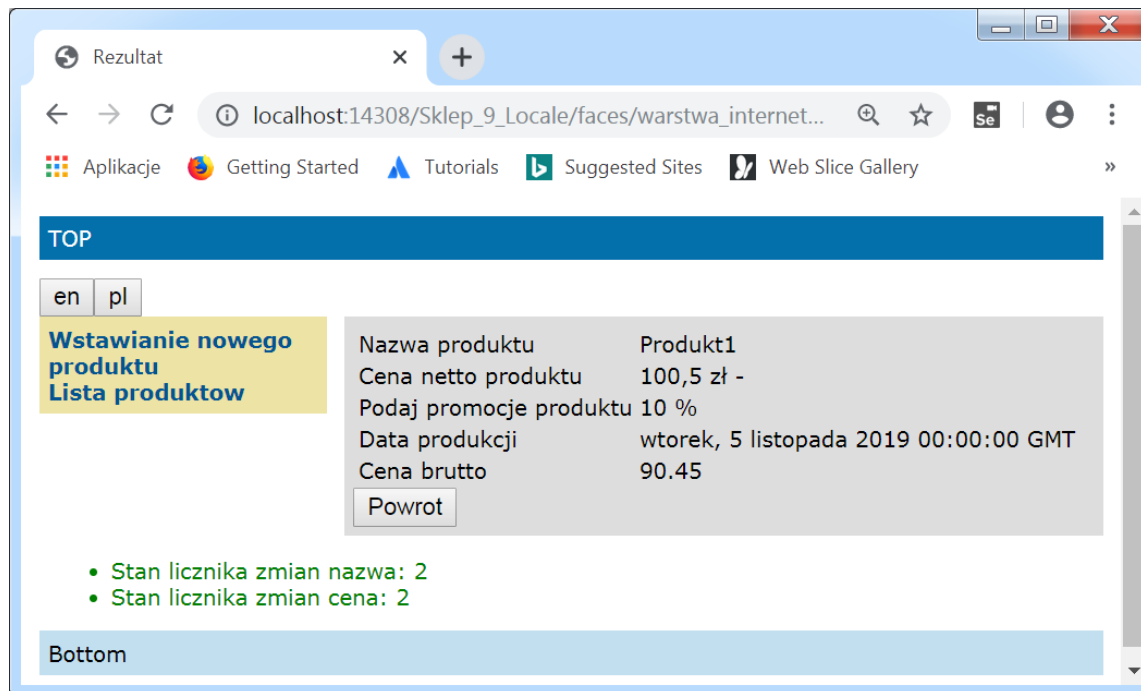 Rezultat
localhost:14308/Sklep_9_Locale/faces/warstwa_internet...
Se
Aplikacje Getting Started Tutorials Suggested Sites Web Slice Gallery »
TOP
en pl
Wstawianie nowego
produktu
Lista produktow
Nazwa produktu Produkt1
Cena netto produktu 100,5 zł -
Podaj promocje produktu 10 %
Data produkcji wtorek, 5 listopada 2019 00:00:00 GMT
Cena brutto 90.45
Powrot
• Stan licznika zmian nazwa: 2
• Stan licznika zmian cena: 2
Bottom